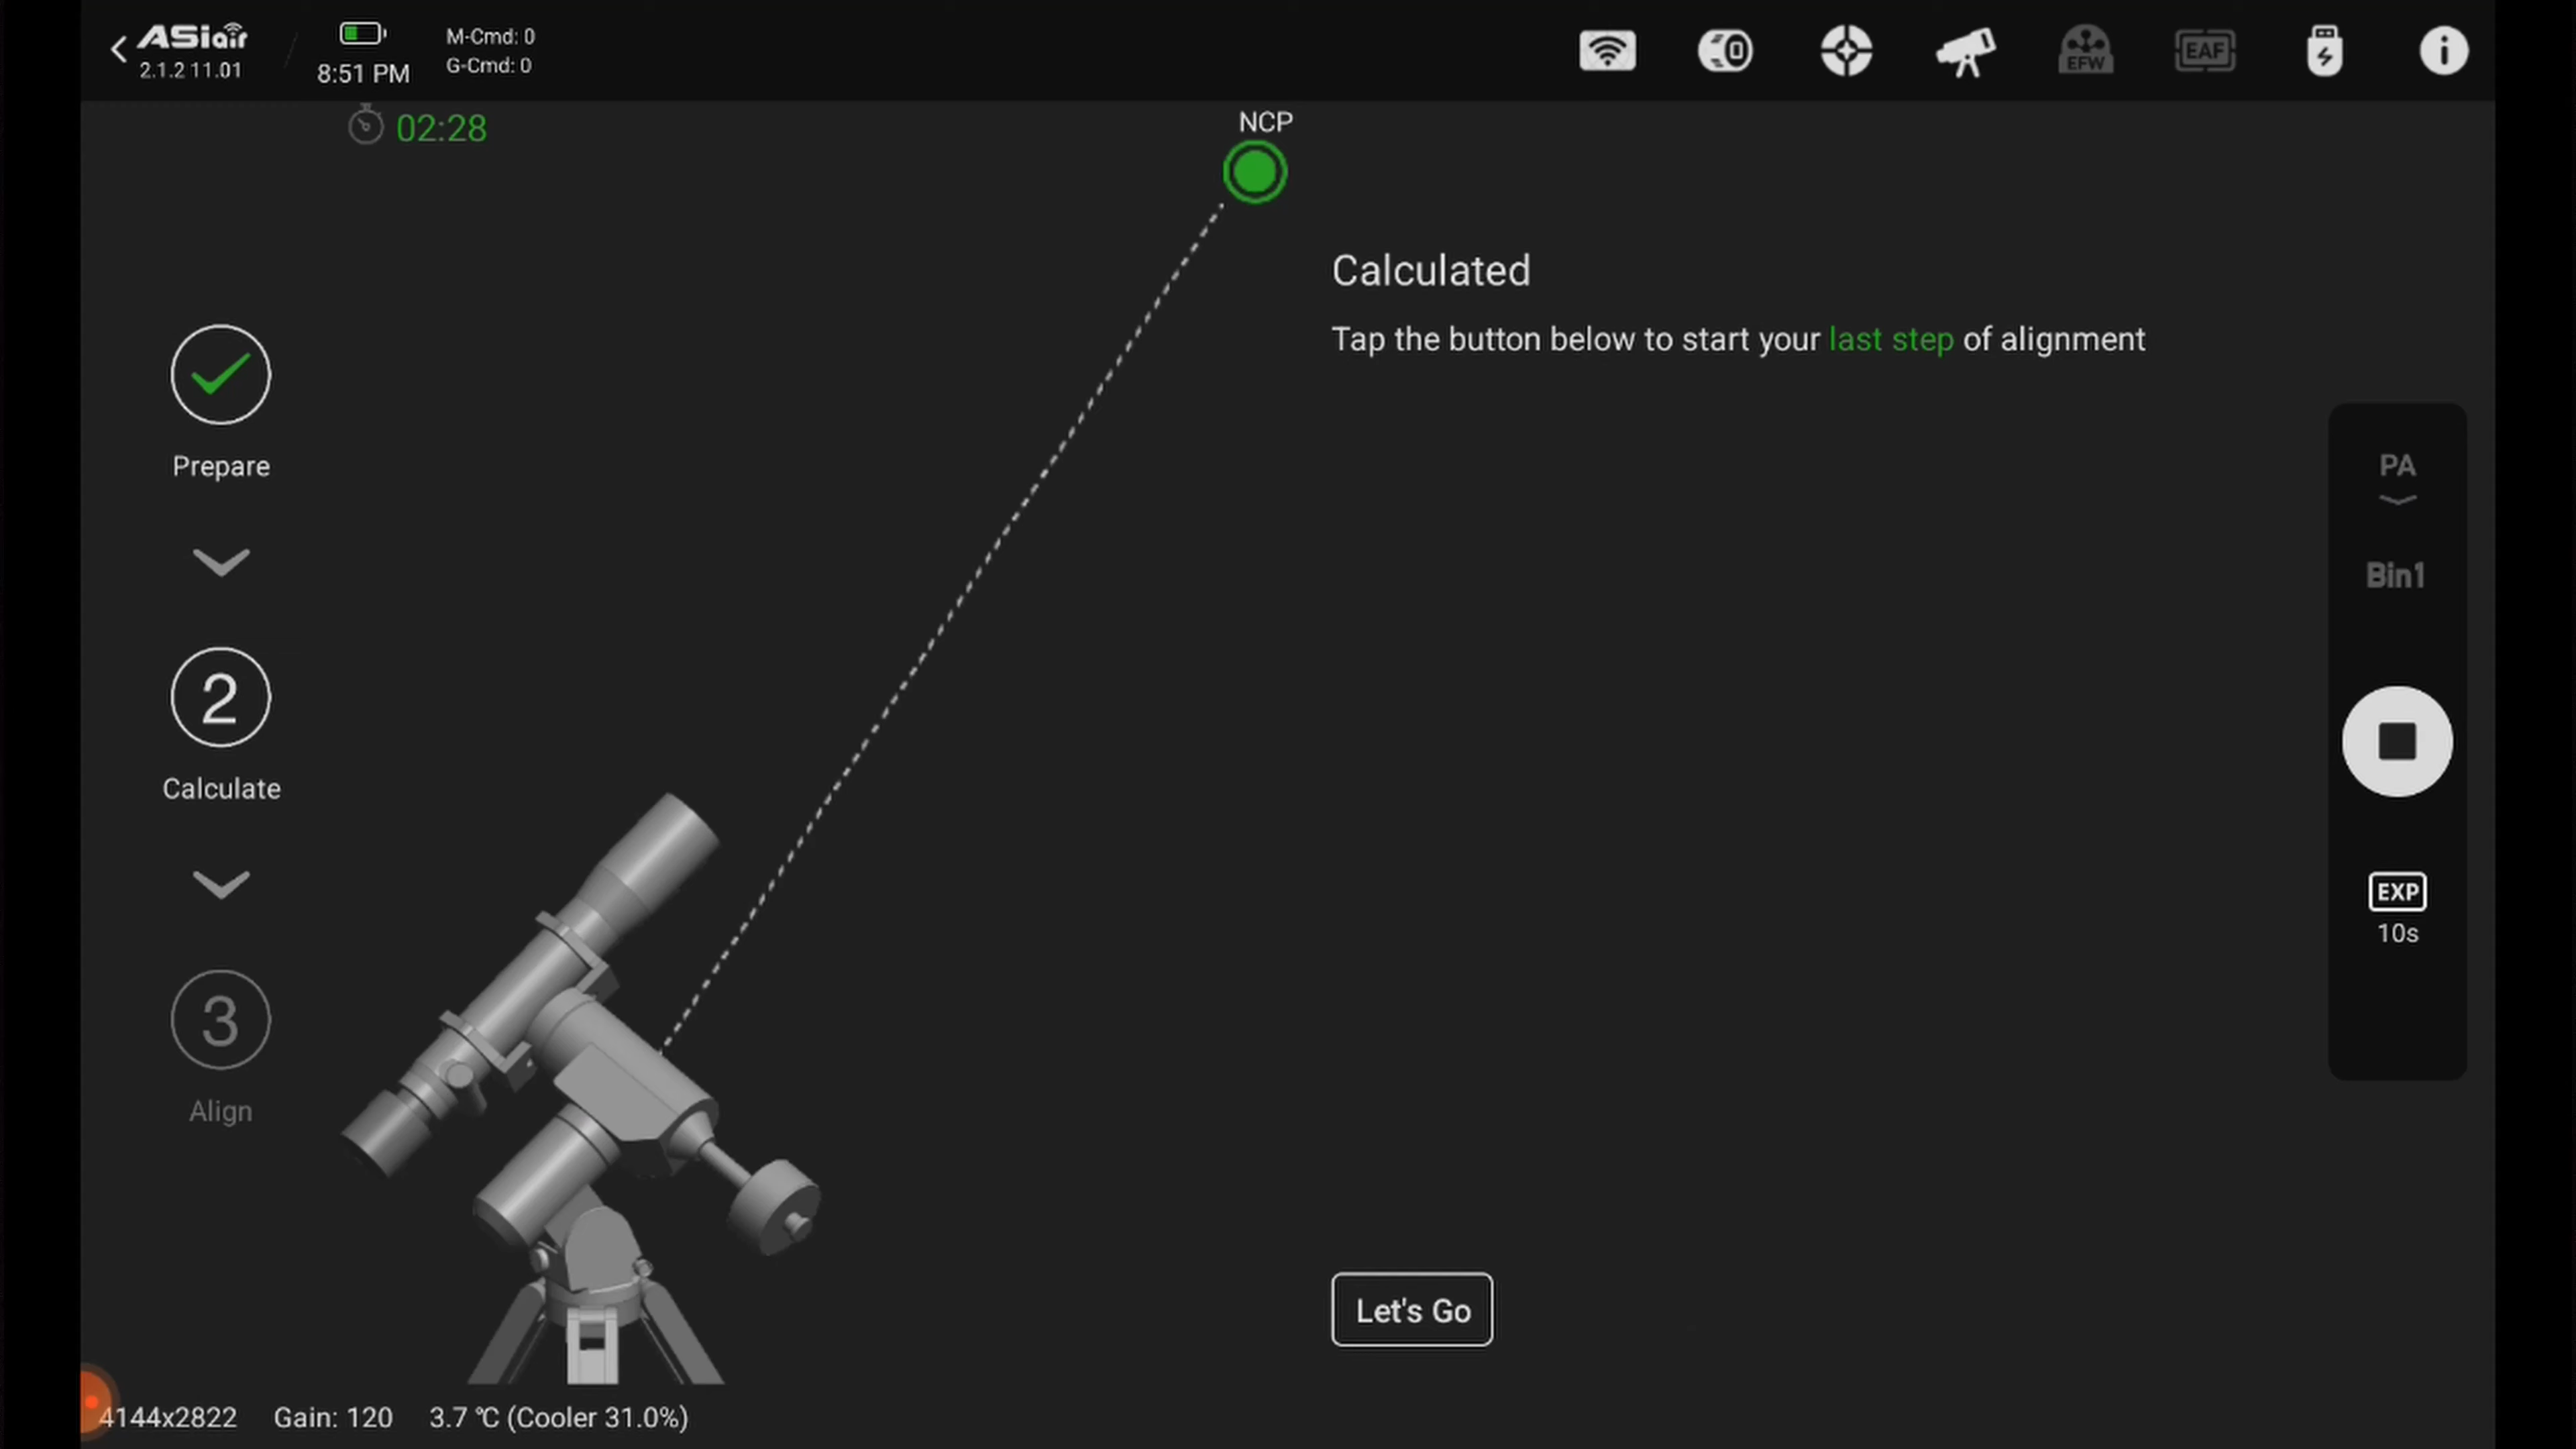 ASiair
2.1.2 11.01
8:51 PM
M-Cmd: 0
G-Cmd: 0
EFW
EAF
02:28
NCP
Calculated
Tap the button below to start your last step of alignment
Prepare
2
Calculate
3
Align
PA
Bin1
EXP
10s
Let's Go
4144x2822
Gain: 120
3.7 ℃ (Cooler 31.0%)